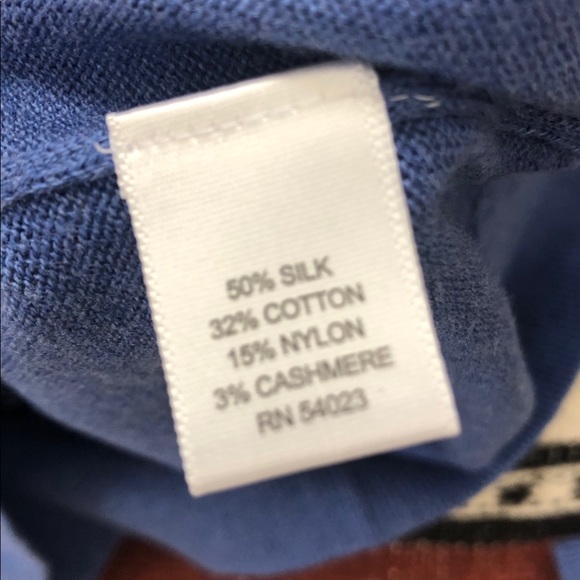 50% SILK
32% COTTON
15% NYLON
3% CASHMERE
RN 54023